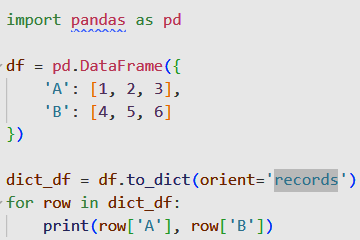 import pandas as pd
df = pd.DataFrame({
    'A': [1, 2, 3],
    'B': [4, 5, 6]
})
dict_df = df.to_dict(orient='records')
for row in dict_df:
    print(row['A'], row['B'])